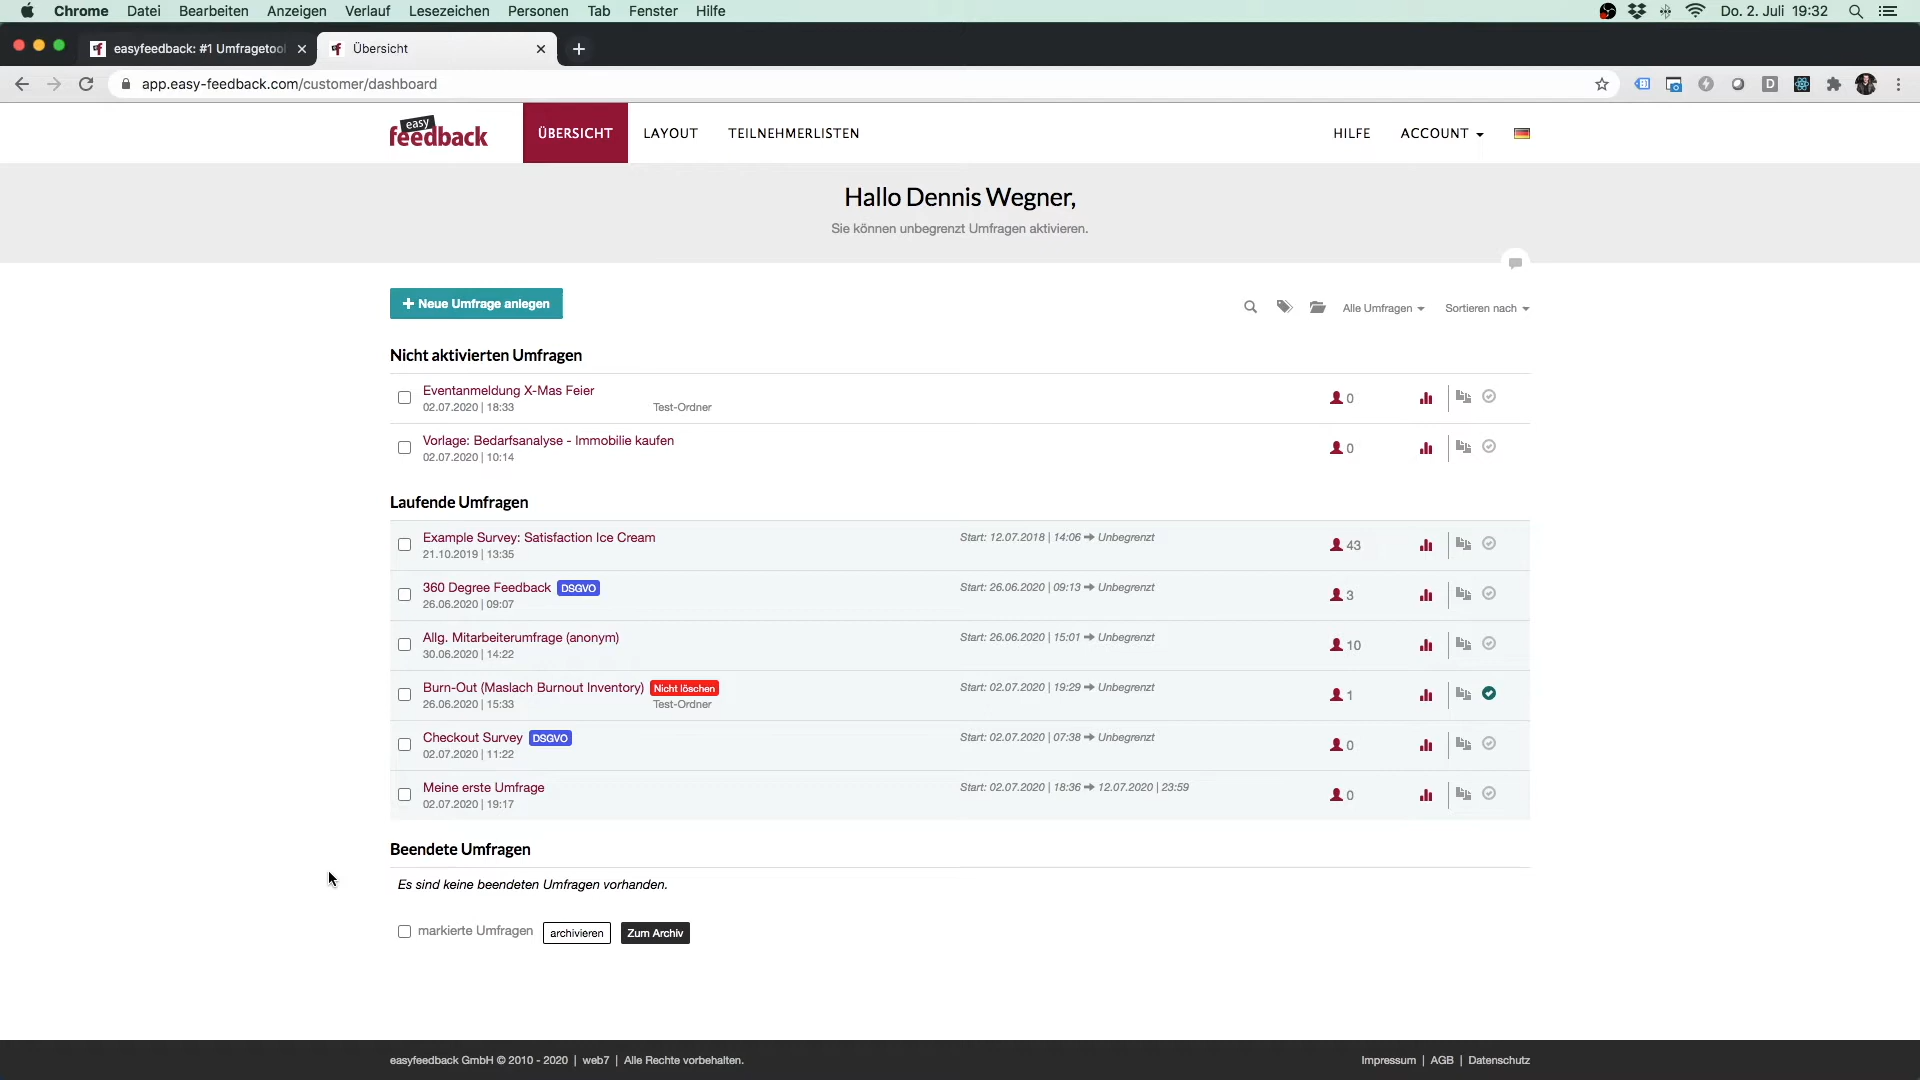 Chrome Datei Bearbeiten Anzeigen Verlauf Lesezeichen Personen Tab Fenster Hilfe Do. 2. Juli 19:32
easyfeedback: #1 Umfragetool Übersicht
app.easy-feedback.com/customer/dashboard
easy feedback ÜBERSICHT LAYOUT TEILNEHMERLISTEN HILFE ACCOUNT
Hallo Dennis Wegner,
Sie können unbegrenzt Umfragen aktivieren.
Neue Umfrage anlegen Alle Umfragen Sortieren nach
Nicht aktivierten Umfragen
Eventanmeldung X-Mas Feier 0
02.07.2020 | 18:33 Test-Ordner
Vorlage: Bedarfsanalyse - Immobilie kaufen 0
02.07.2020 | 10:14
Laufende Umfragen
Example Survey: Satisfaction Ice Cream Start: 12.07.2018 | 14:06 ➔ Unbegrenzt 43
21.10.2019 | 13:35
360 Degree Feedback DSGVO Start: 26.06.2020 | 09:13 ➔ Unbegrenzt 3
26.06.2020 | 09:07
Allg. Mitarbeiterumfrage (anonym) Start: 26.06.2020 | 15:01 ➔ Unbegrenzt 10
30.06.2020 | 14:22
Burn-Out (Maslach Burnout Inventory) Nicht löschen Start: 02.07.2020 | 19:29 ➔ Unbegrenzt 1
26.06.2020 | 15:33 Test-Ordner
Checkout Survey DSGVO Start: 02.07.2020 | 07:38 ➔ Unbegrenzt 0
02.07.2020 | 11:22
Meine erste Umfrage Start: 02.07.2020 | 18:36 ➔ 12.07.2020 | 23:59 0
02.07.2020 | 19:17
Beendete Umfragen
Es sind keine beendeten Umfragen vorhanden.
markierte Umfragen archivieren Zum Archiv
easyfeedback GmbH © 2010 - 2020 | web7 | Alle Rechte vorbehalten. Impressum | AGB | Datenschutz